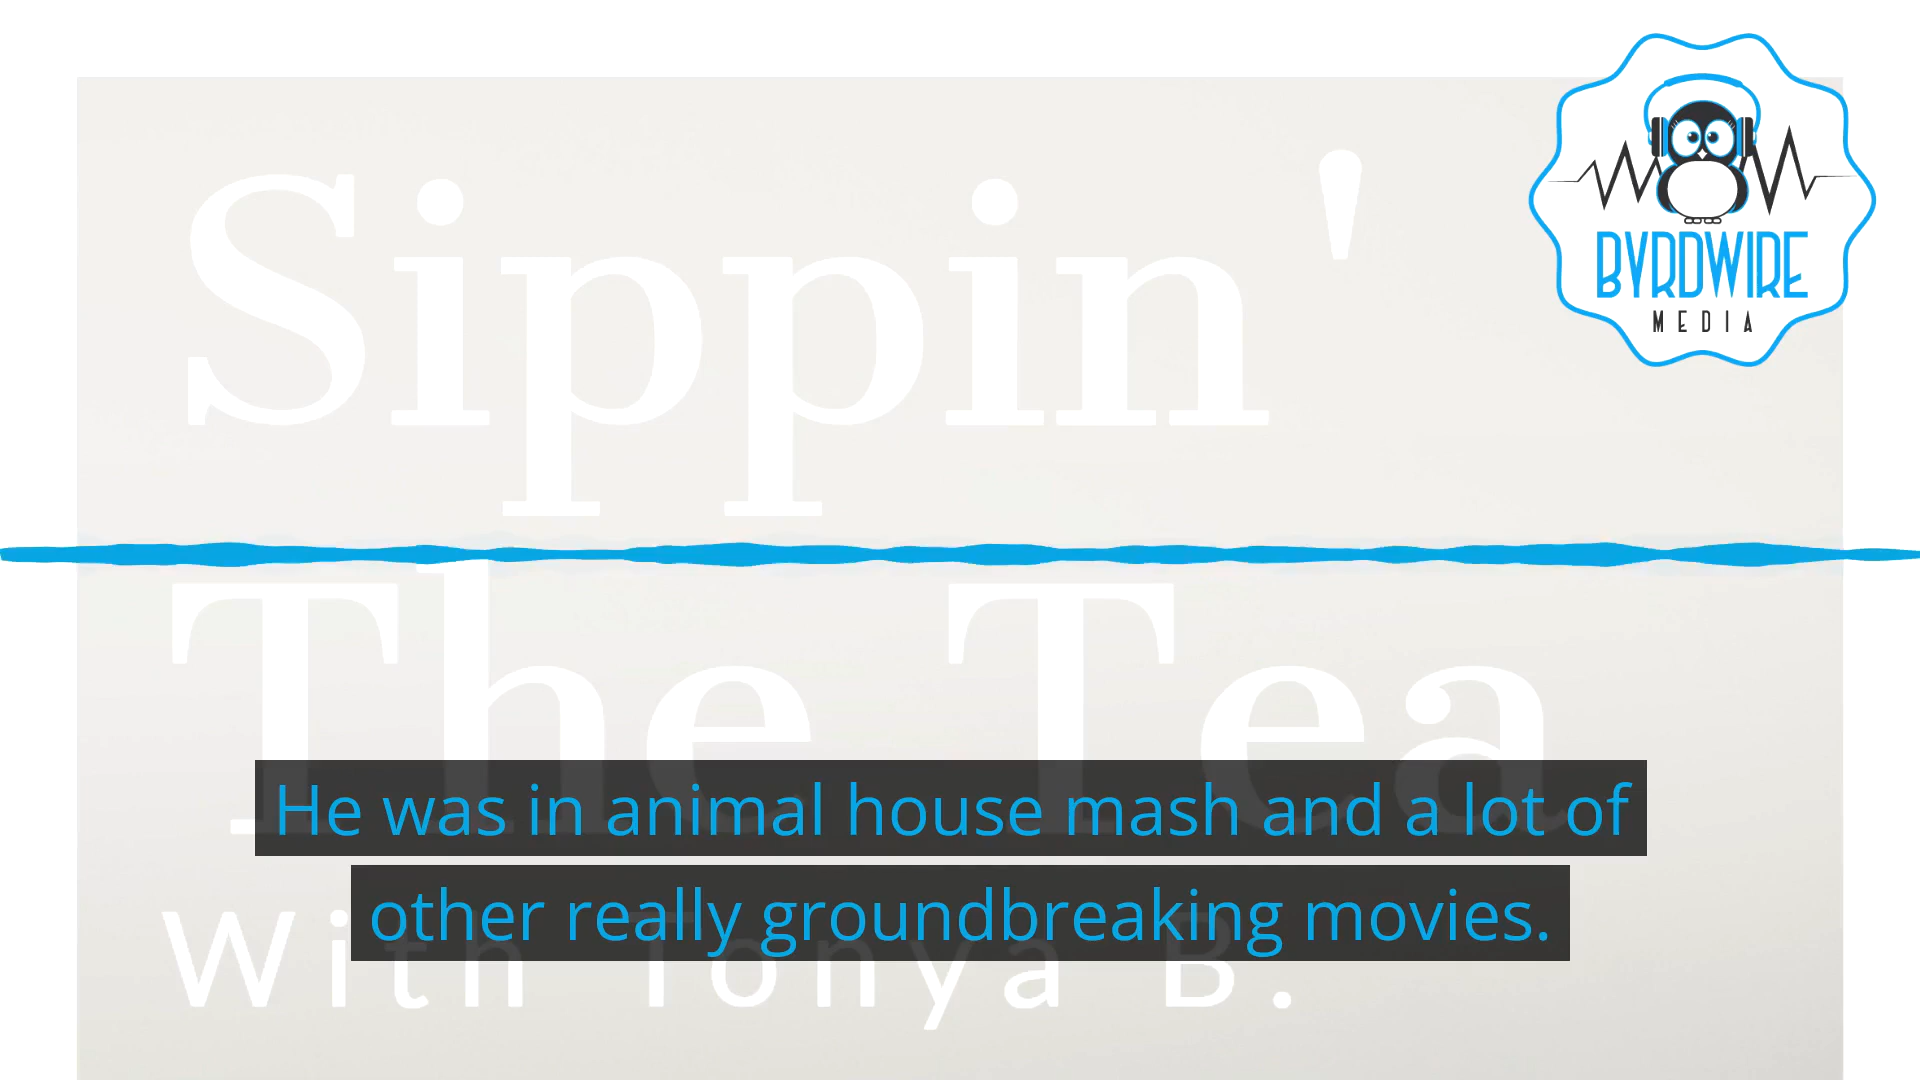 Sippin'
BYRDWIRE
MEDIA
The Tea
He was in animal house mash and a lot of
other really groundbreaking movies.
With Tonya B.